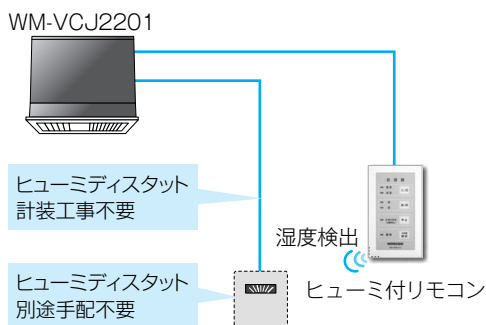 WM-VCJ2201
ヒューミディスタット
計装工事不要
湿度検出
ヒューミ付リモコン
ヒューミディスタット
別途手配不要